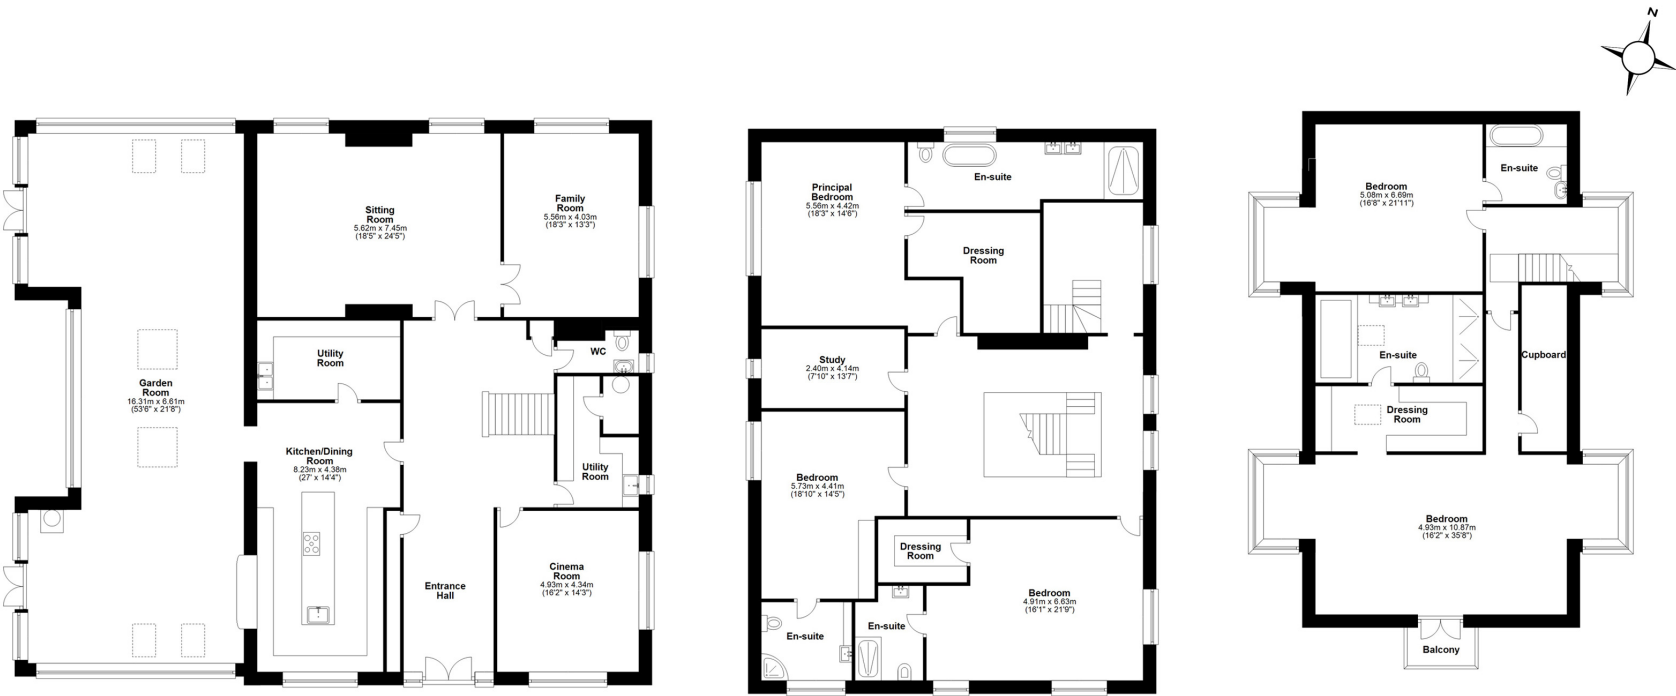 N
Garden
Room
16.31m x 6.61m
(53'6" x 21'8")
Sitting
Room
5.62m x 7.45m
(18'5" x 24'5")
Family
Room
5.56m x 4.03m
(18'3" x 13'3")
Utility
Room
WC
Kitchen/Dining
Room
8.23m x 4.38m
(27' x 14'4")
Utility
Room
Entrance
Hall
Cinema
Room
4.93m x 4.34m
(16'2" x 14'3")
Principal
Bedroom
5.56m x 4.42m
(18'3" x 14'6")
En-suite
Dressing
Room
Study
2.40m x 4.14m
(7'10" x 13'7")
Bedroom
5.73m x 4.41m
(18'10" x 14'5")
Dressing
Room
Bedroom
4.91m x 6.63m
(16'1" x 21'9")
En-suite
En-suite
Bedroom
5.08m x 6.69m
(16'8" x 21'11")
En-suite
En-suite
Cupboard
Dressing
Room
Bedroom
4.93m x 10.87m
(16'2" x 35'8")
Balcony